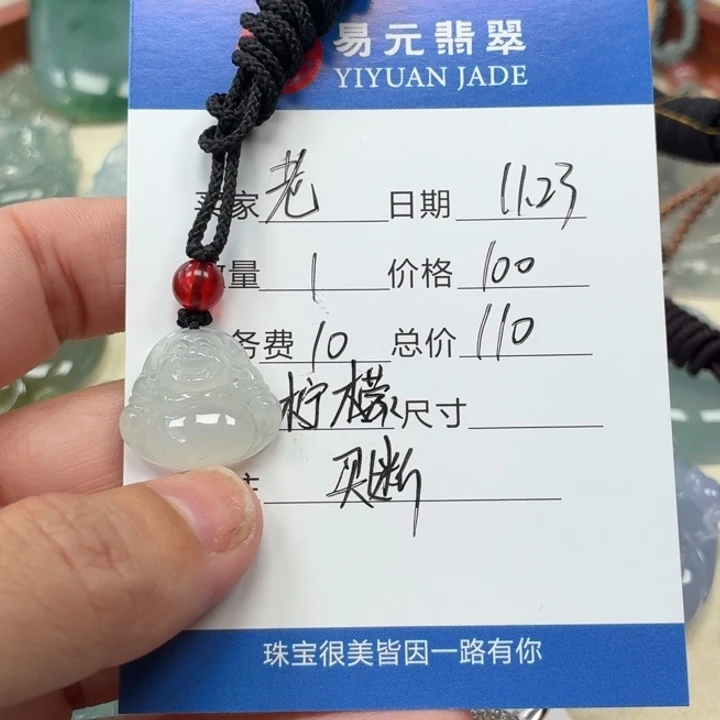 易元翡翠
YIYUAN JADE
买家 老 日期 11.23
量 1 价格 100
务费 10 总价 110
柠檬 尺寸
买断
珠宝很美皆因一路有你